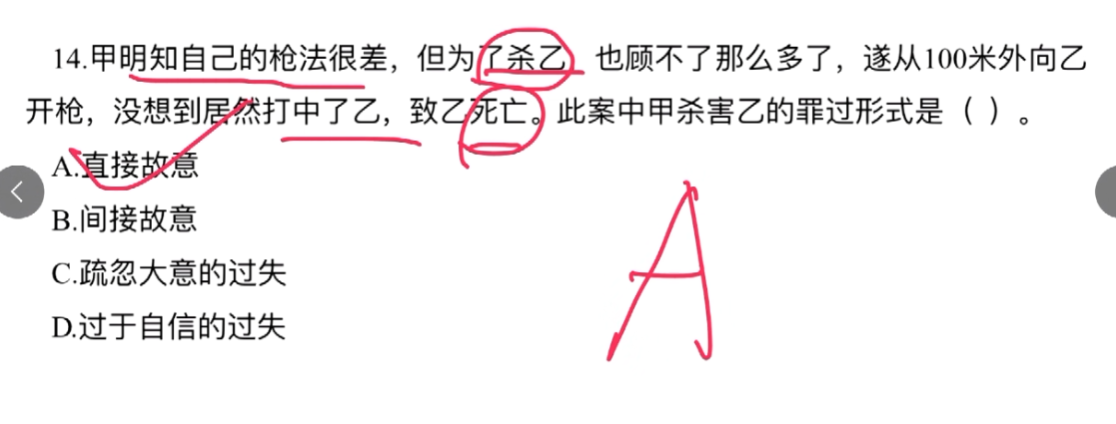 14.甲明知自己的枪法很差，但为了杀乙 也顾不了那么多了，遂从100米外向乙
开枪，没想到居然打中了乙，致乙死亡。此案中甲杀害乙的罪过形式是（ ）。
A.直接故意
B.间接故意
C.疏忽大意的过失
D.过于自信的过失
A